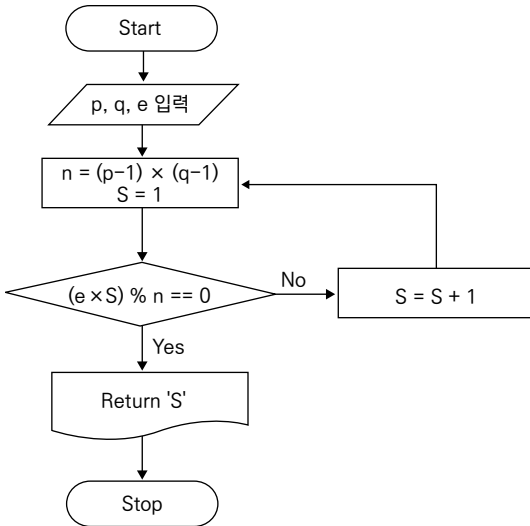 Start
p, q, e 입력
n = (p-1) × (q-1)
S = 1
(e×S) % n == 0
No
S = S + 1
Yes
Return 'S'
Stop